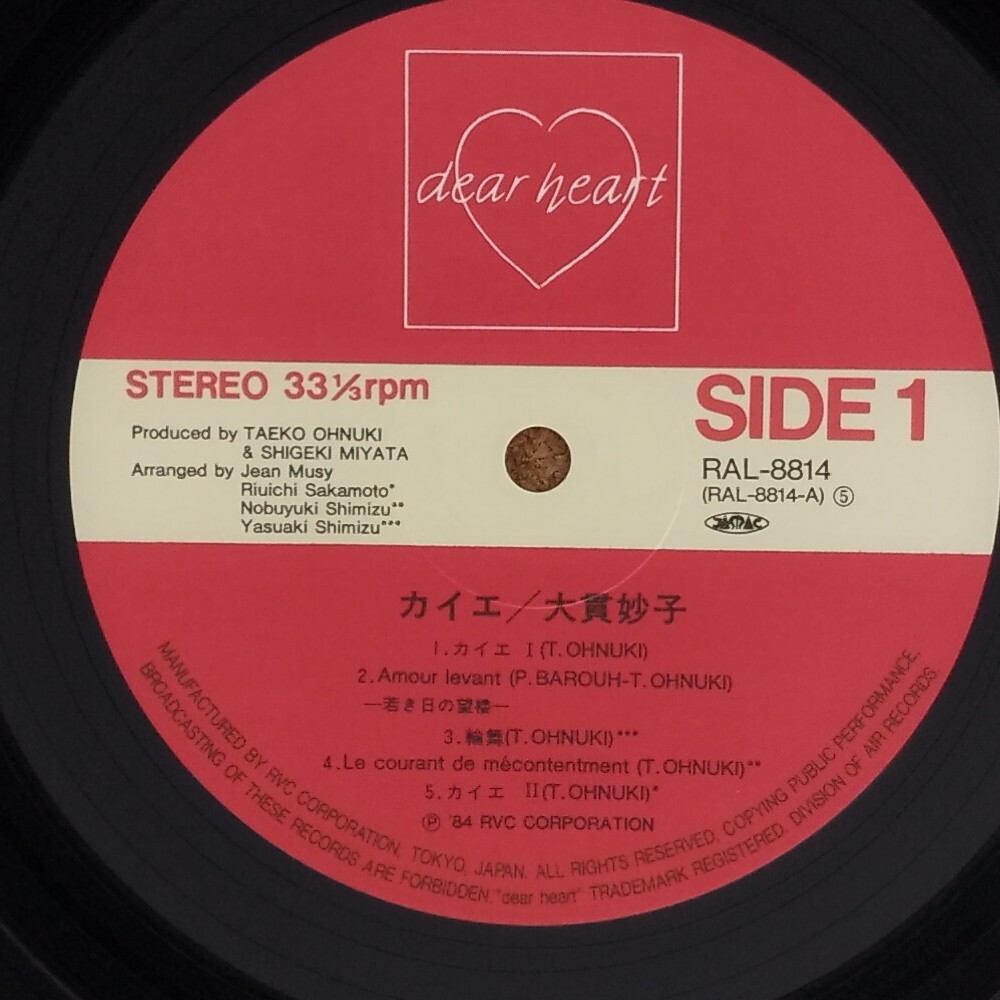 dear heart
STEREO 33⅓rpm
Produced by TAEKO OHNUKI
& SHIGEKI MIYATA
Arranged by Jean Musy
Riuichi Sakamoto*
Nobuyuki Shimizu**
Yasuaki Shimizu***
SIDE 1
RAL-8814
(RAL-8814-A) ⑤
JASRAC
カイエ/大貫妙子
1.カイエ I (T.OHNUKI)
2.Amour levant (P.BAROUH-T.OHNUKI)
—若き日の望楼—
3.輪舞(T.OHNUKI)***
4.Le courant de mécontentment (T.OHNUKI)**
5.カイエ II(T.OHNUKI)*
Ⓟ '84 RVC CORPORATION
MANUFACTURED BY RVC CORPORATION, TOKYO, JAPAN. ALL RIGHTS RESERVED. COPYING PUBLIC PERFORMANCE.
BROADCASTING OF THESE RECORDS ARE FORBIDDEN. "dear heart" TRADEMARK REGISTERED. DIVISION OF AIR RECORDS.